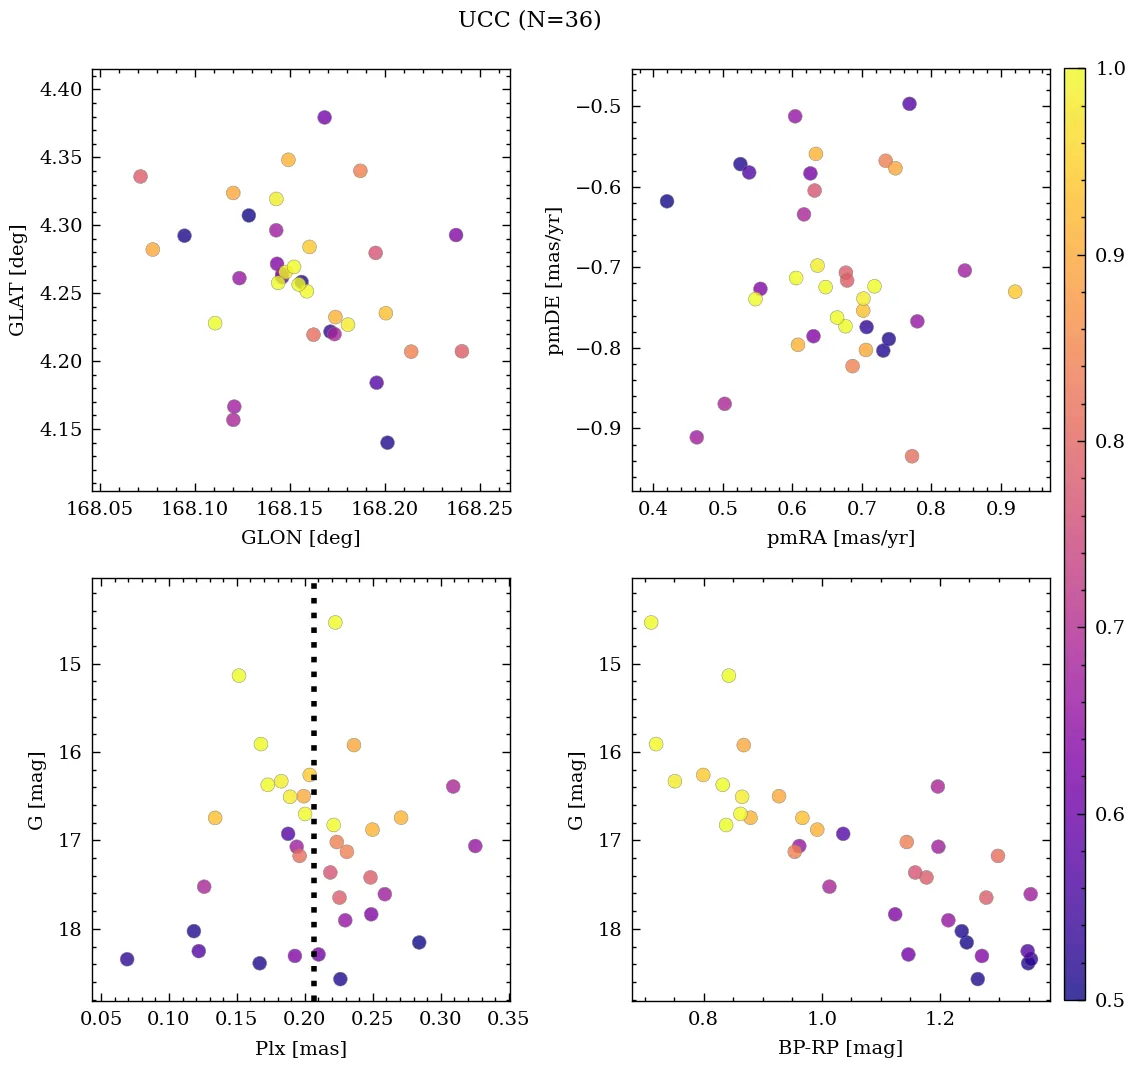 UCC (N=36)
4.40
4.35
4.30
4.25
4.20
4.15
GLAT [deg]
168.05 168.10 168.15 168.20 168.25
GLON [deg]
−0.5
−0.6
−0.7
−0.8
−0.9
pmDE [mas/yr]
0.4 0.5 0.6 0.7 0.8 0.9
pmRA [mas/yr]
15
16
17
18
G [mag]
0.05 0.10 0.15 0.20 0.25 0.30 0.35
Plx [mas]
15
16
17
18
G [mag]
0.8 1.0 1.2
BP-RP [mag]
1.0
0.9
0.8
0.7
0.6
0.5